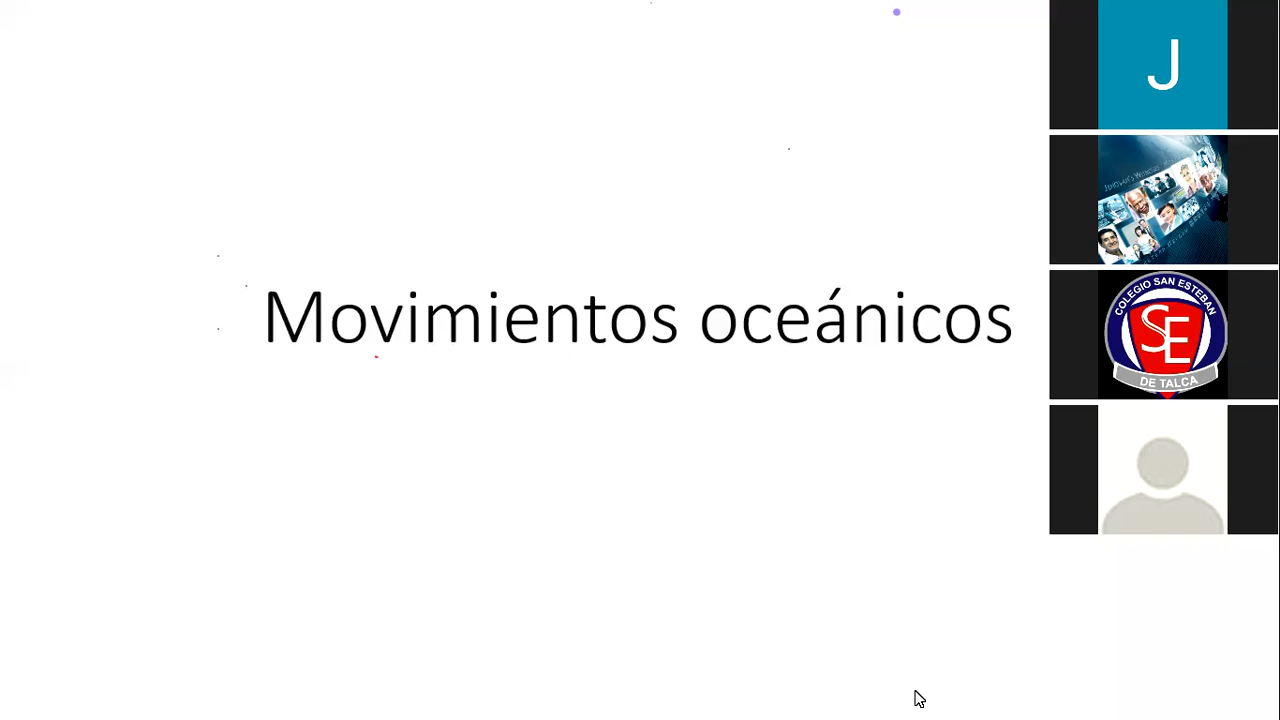 J
Movimientos oceánicos
COLEGIO SAN ESTEBAN
SE
DE TALCA